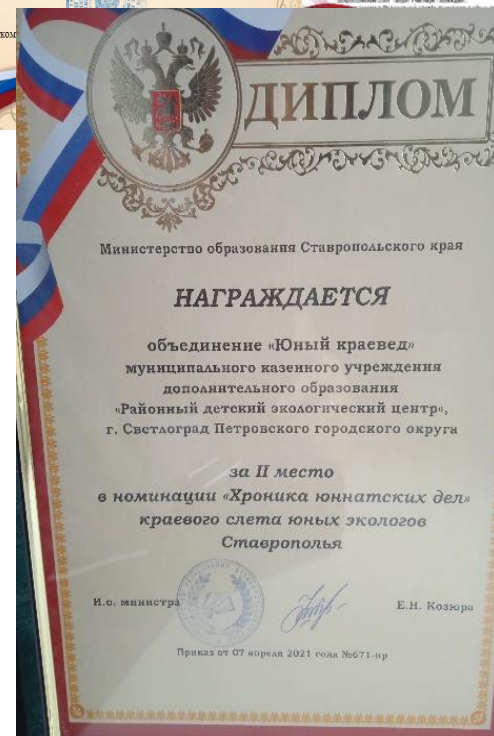 ком
ДИПЛОМ
Министерство образования Ставропольского края
НАГРАЖДАЕТСЯ
объединение «Юный краевед»
муниципального казенного учреждения
дополнительного образования
«Районный детский экологический центр»,
г. Светлоград Петровского городского округа
за II место
в номинации «Хроника юннатских дел»
краевого слета юных экологов
Ставрополья
И.о. министра
Е.Н. Козюра
Приказ от 07 апреля 2021 года №671-пр